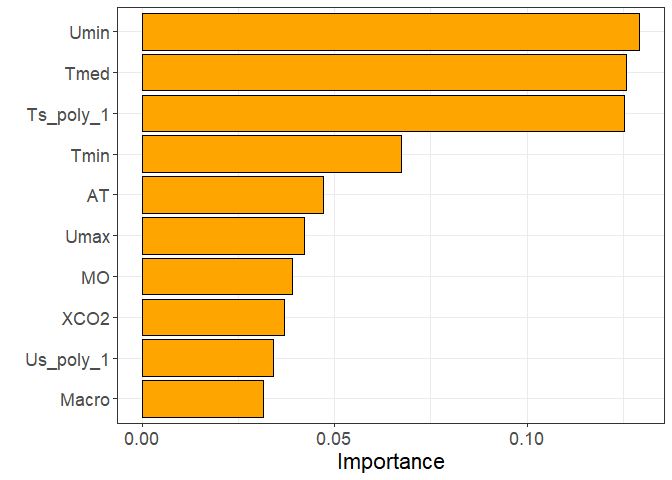 Umin
Tmed
Ts_poly_1
Tmin
AT
Umax
MO
XCO2
Us_poly_1
Macro
0.00 0.05 0.10
Importance